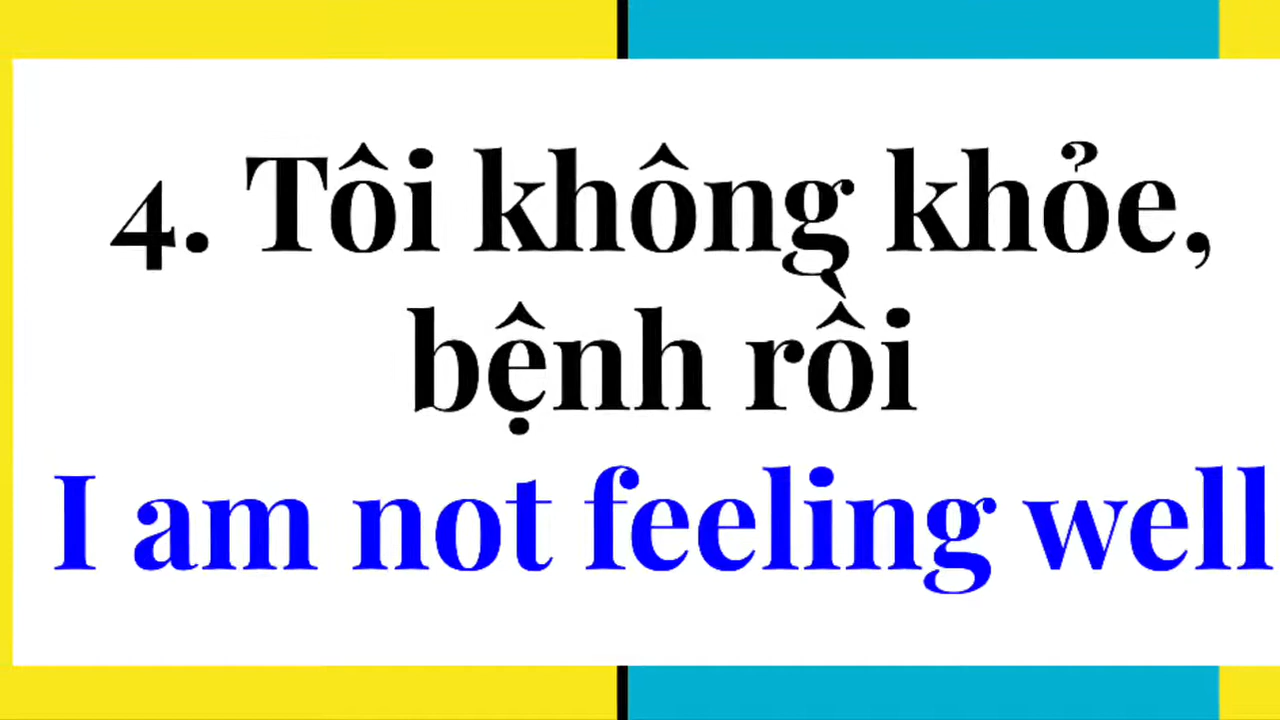 4. Tôi không khỏe,
bệnh rồi
I am not feeling well